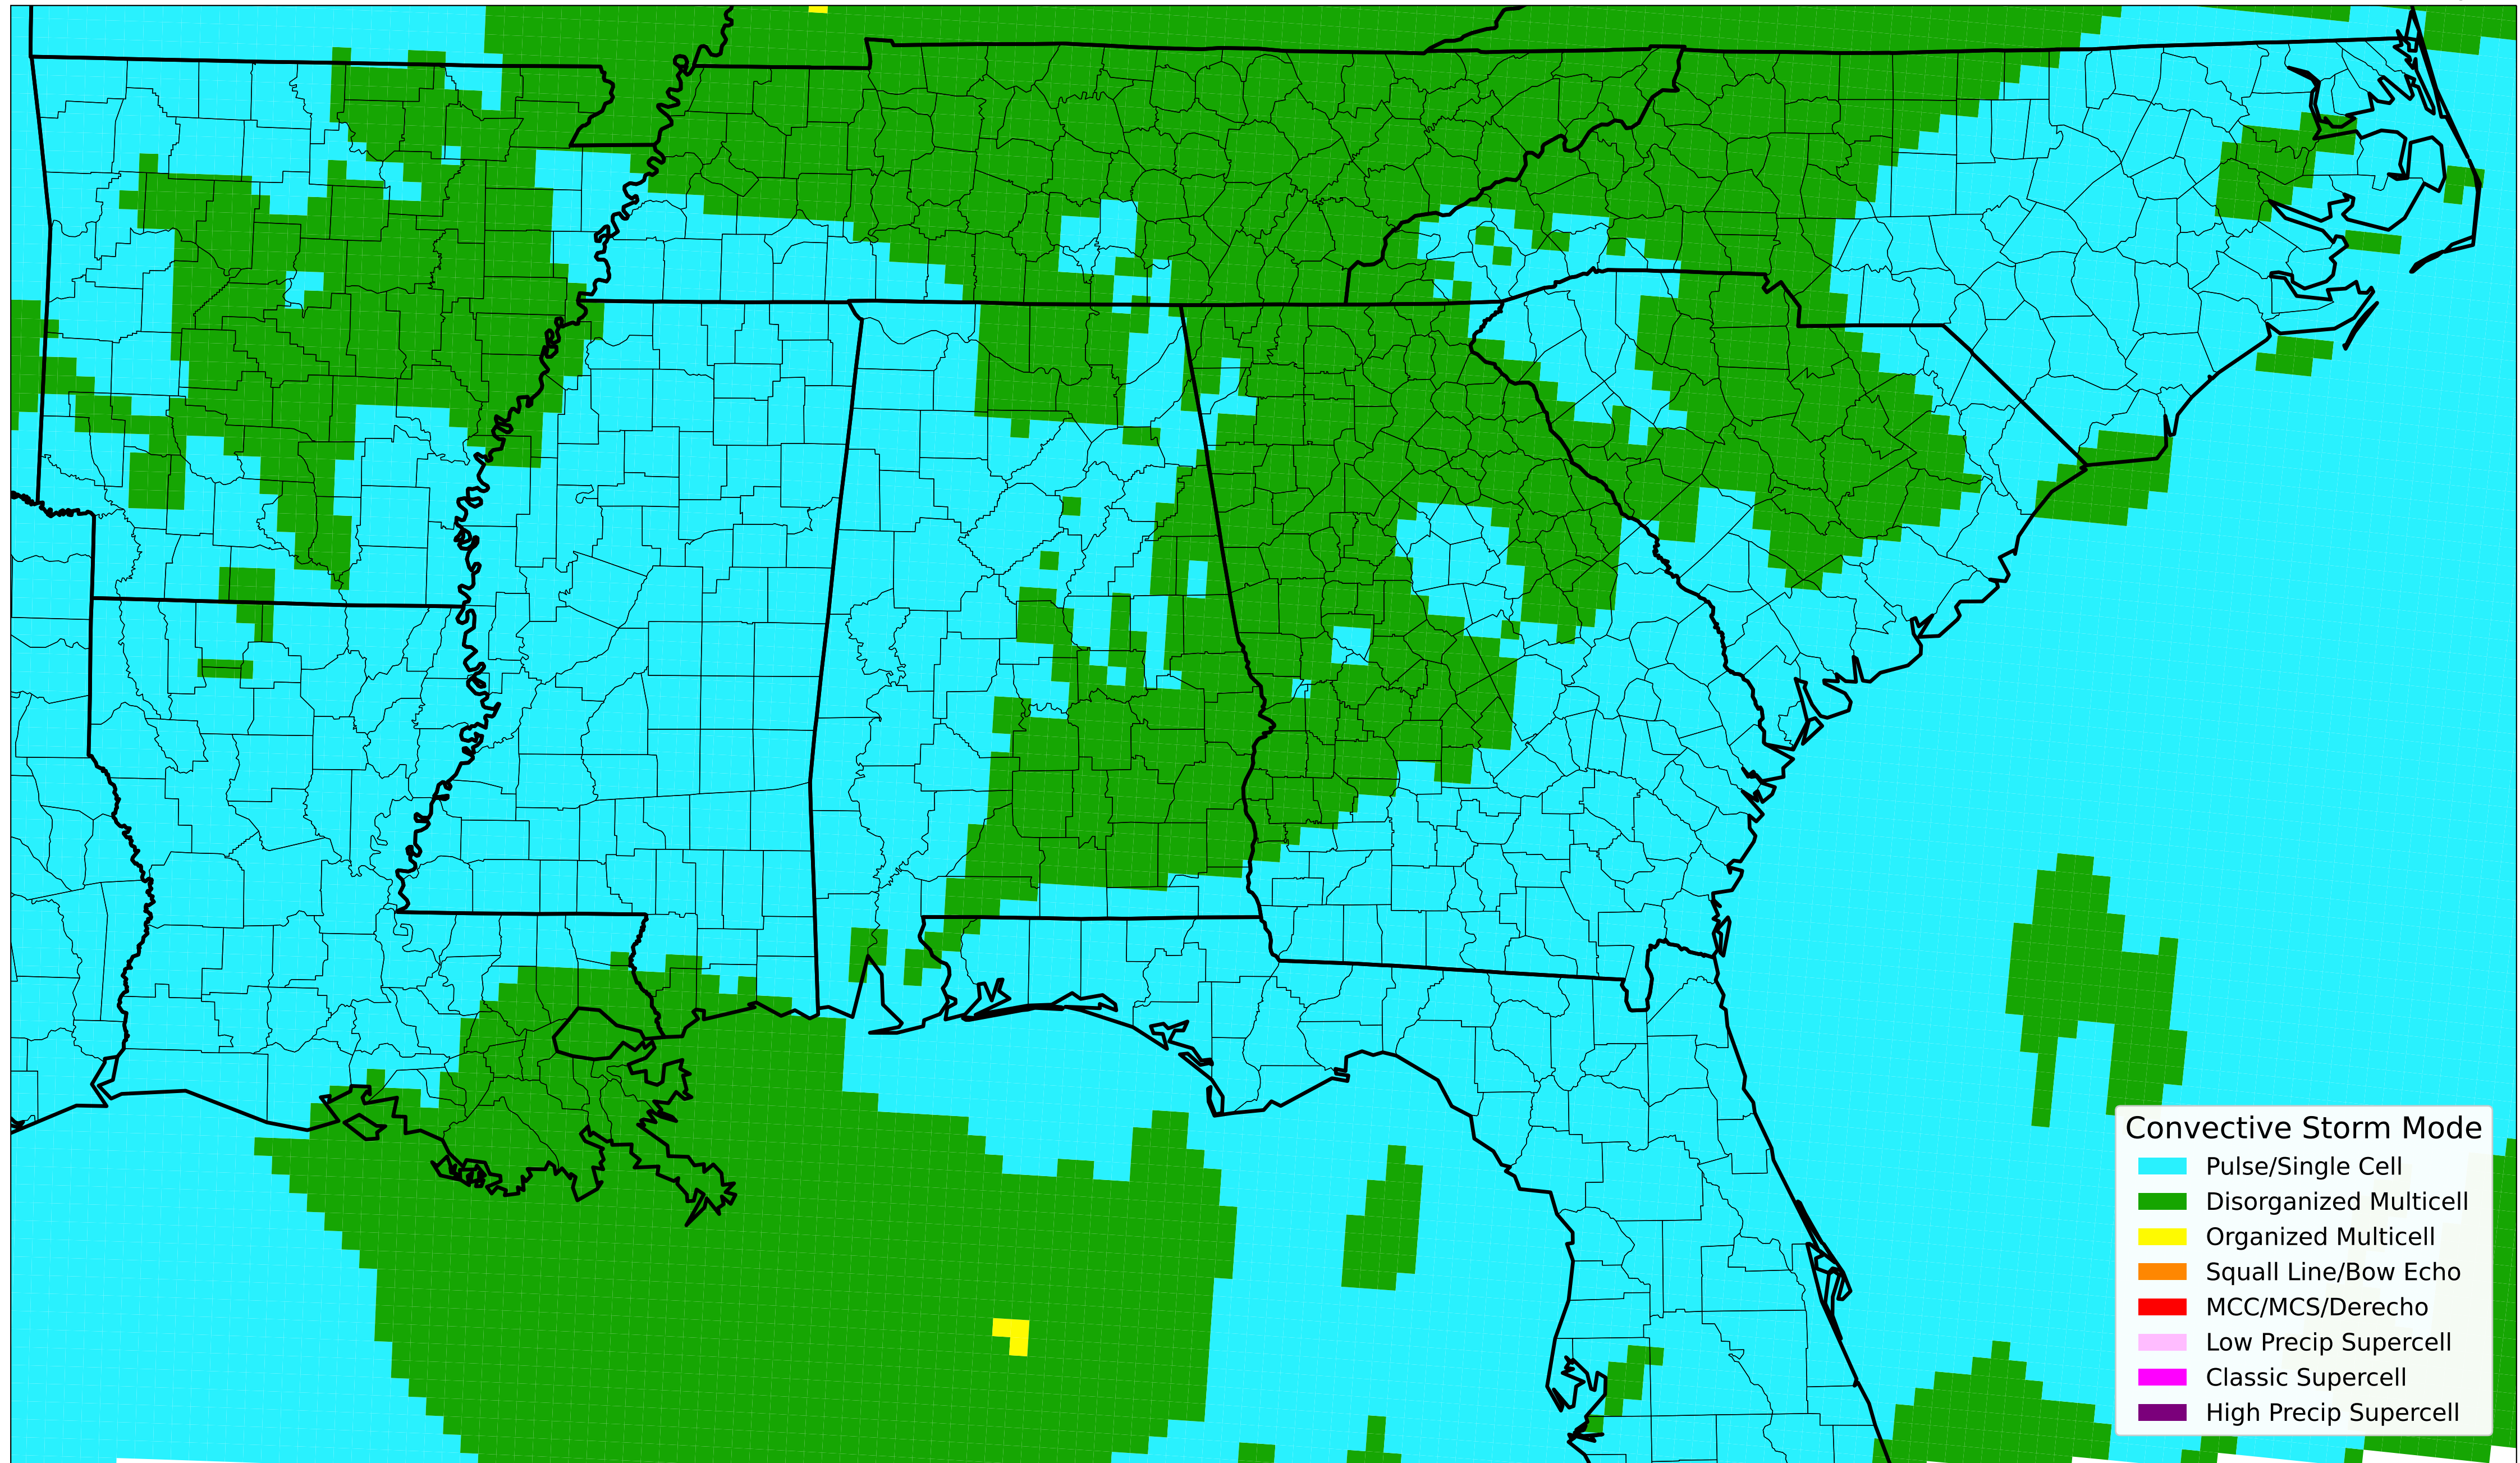 Convective Storm Mode
Pulse/Single Cell
Disorganized Multicell
Organized Multicell
Squall Line/Bow Echo
MCC/MCS/Derecho
Low Precip Supercell
Classic Supercell
High Precip Supercell